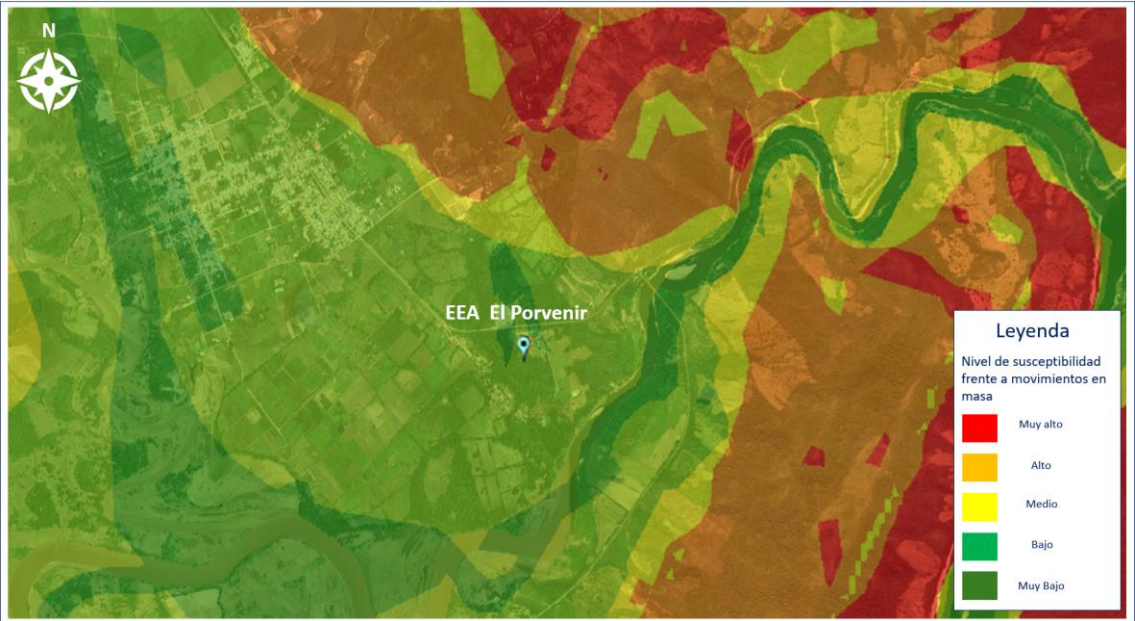 N
EEA El Porvenir
Leyenda
Nivel de susceptibilidad
frente a movimientos en
masa
Muy alto
Alto
Medio
Bajo
Muy Bajo